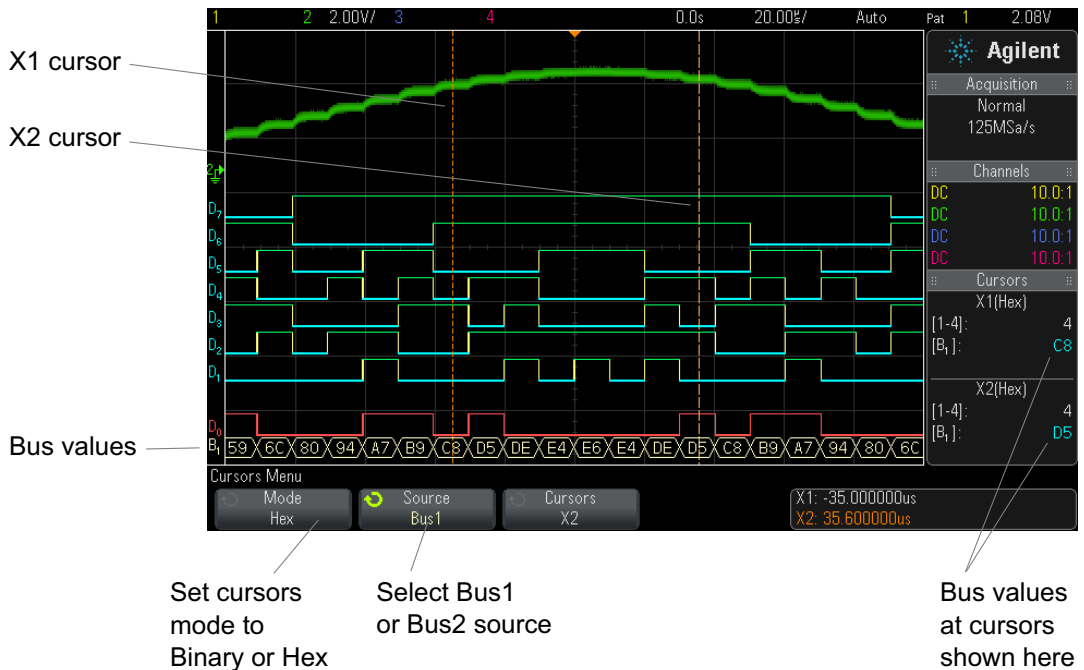 1 2 2.00V/ 3 4 0.0s 20.00㎲/ Auto Pat 1 2.08V
X1 cursor
X2 cursor
Bus values
Agilent
Acquisition
Normal
125MSa/s
Channels
DC 10.0:1
DC 10.0:1
DC 10.0:1
DC 10.0:1
Cursors
X1(Hex)
[1-4]: 4
[B₁]: C8
X2(Hex)
[1-4]: 4
[B₁]: D5
2
D₇
D₆
D₅
D₄
D₃
D₂
D₁
D₀
B₁ 59 6C 80 94 A7 B9 C8 D5 DE E4 E6 E4 DE D5 C8 B9 A7 94 80 6C
Cursors Menu
Mode
Hex
Source
Bus1
Cursors
X2
X1: -35.000000us
X2: 35.600000us
Set cursors
mode to
Binary or Hex
Select Bus1
or Bus2 source
Bus values
at cursors
shown here